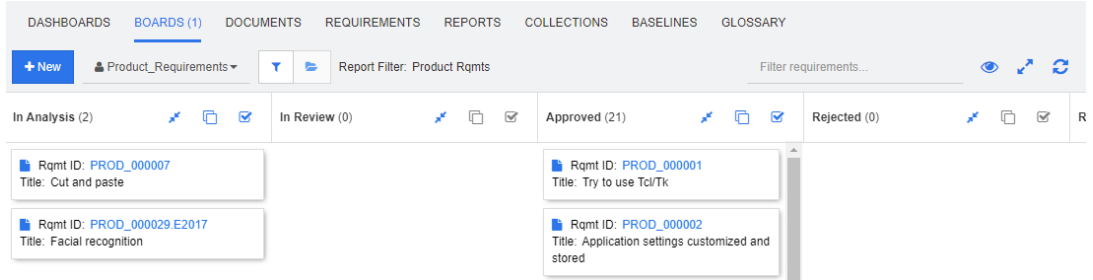 DASHBOARDS BOARDS (1) DOCUMENTS REQUIREMENTS REPORTS COLLECTIONS BASELINES GLOSSARY
+ New Product_Requirements Report Filter: Product Rqmts Filter requirements...
In Analysis (2) In Review (0) Approved (21) Rejected (0) R
Rqmt ID: PROD_000007
Title: Cut and paste
Rqmt ID: PROD_000029.E2017
Title: Facial recognition
Rqmt ID: PROD_000001
Title: Try to use Tcl/Tk
Rqmt ID: PROD_000002
Title: Application settings customized and
stored